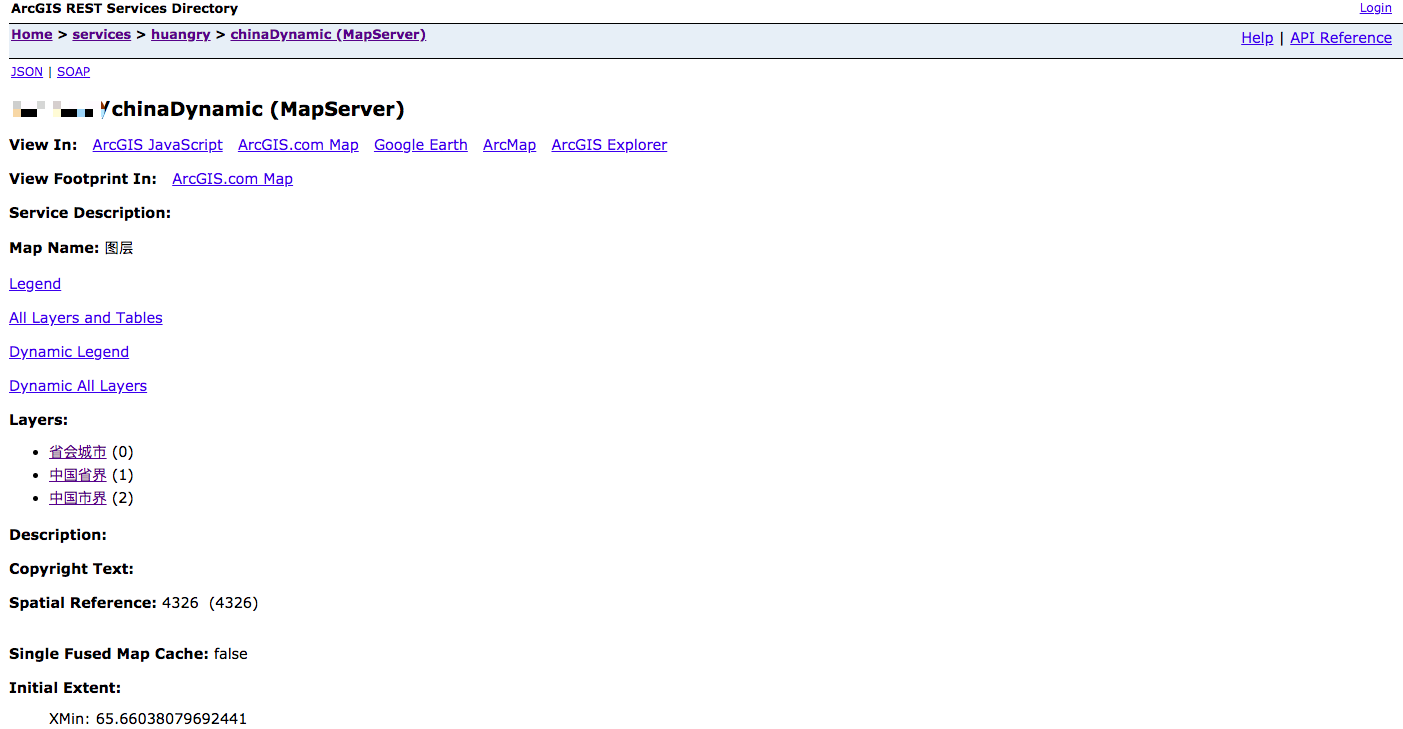 ArcGIS REST Services Directory Login
Home > services > huangry > chinaDynamic (MapServer) Help | API Reference
JSON | SOAP
/chinaDynamic (MapServer)
View In: ArcGIS JavaScript ArcGIS.com Map Google Earth ArcMap ArcGIS Explorer
View Footprint In: ArcGIS.com Map
Service Description:
Map Name: 图层
Legend
All Layers and Tables
Dynamic Legend
Dynamic All Layers
Layers:
• 省会城市 (0)
• 中国省界 (1)
• 中国市界 (2)
Description:
Copyright Text:
Spatial Reference: 4326 (4326)
Single Fused Map Cache: false
Initial Extent:
XMin: 65.66038079692441